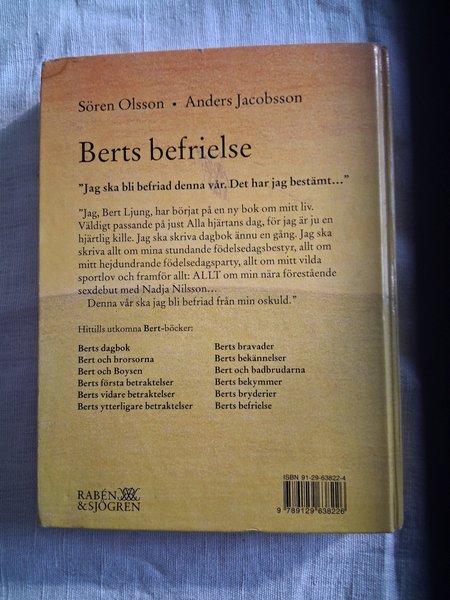 Sören Olsson • Anders Jacobsson
Berts befrielse
"Jag ska bli befriad denna vår. Det har jag bestämt..."
"Jag, Bert Ljung, har börjat på en ny bok om mitt liv.
Väldigt passande på just Alla hjärtans dag, för jag är ju en
hjärtlig kille. Jag ska skriva dagbok ännu en gång. Jag ska
skriva allt om mina stundande födelsedagsbestyr, allt om
mitt hejdundrande födelsedagsparty, allt om mitt vilda
sportlov och framför allt: ALLT om min nära förestående
sexdebut med Nadja Nilsson...
Denna vår ska jag bli befriad från min oskuld."
Hittills utkomna Bert-böcker:
Berts dagbok
Bert och brorsorna
Bert och Boysen
Berts första betraktelser
Berts vidare betraktelser
Berts ytterligare betraktelser
Berts bravader
Berts bekännelser
Bert och badbrudarna
Berts bekymmer
Berts bryderier
Berts befrielse
ISBN 91-29-63822-4
9 789129 638226
RABÉN
&SJÖGREN